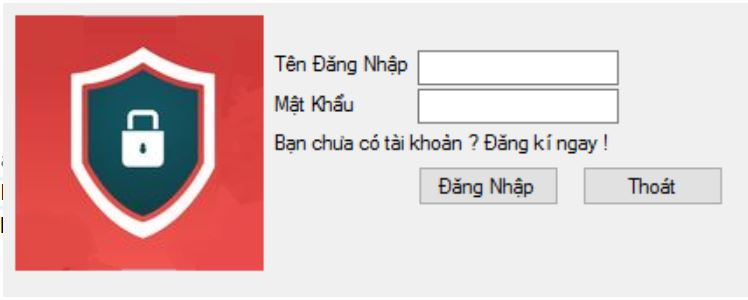 Tên Đăng Nhập
Mật Khẩu
Bạn chưa có tài khoản ? Đăng kí ngay !
Đăng Nhập Thoát